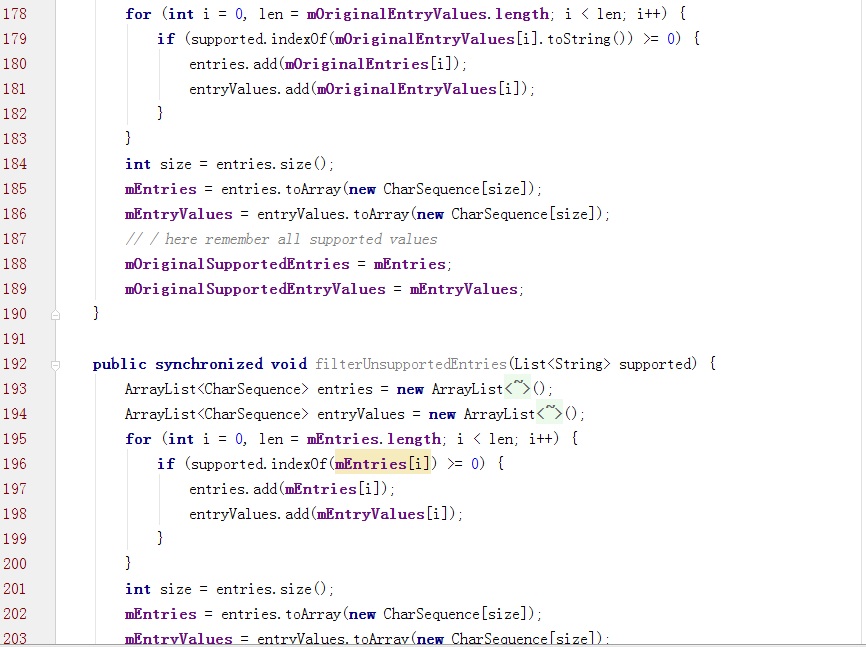 178 for (int i = 0, len = mOriginalEntryValues.length; i < len; i++) {
179 if (supported.indexOf(mOriginalEntryValues[i].toString()) >= 0) {
180 entries.add(mOriginalEntries[i]);
181 entryValues.add(mOriginalEntryValues[i]);
182 }
183 }
184 int size = entries.size();
185 mEntries = entries.toArray(new CharSequence[size]);
186 mEntryValues = entryValues.toArray(new CharSequence[size]);
187 // / here remember all supported values
188 mOriginalSupportedEntries = mEntries;
189 mOriginalSupportedEntryValues = mEntryValues;
190 }
191
192 public synchronized void filterUnsupportedEntries(List<String> supported) {
193 ArrayList<CharSequence> entries = new ArrayList<~>();
194 ArrayList<CharSequence> entryValues = new ArrayList<~>();
195 for (int i = 0, len = mEntries.length; i < len; i++) {
196 if (supported.indexOf(mEntries[i]) >= 0) {
197 entries.add(mEntries[i]);
198 entryValues.add(mEntryValues[i]);
199 }
200 }
201 int size = entries.size();
202 mEntries = entries.toArray(new CharSequence[size]);
203 mEntryValues = entryValues.toArray(new CharSequence[size]);